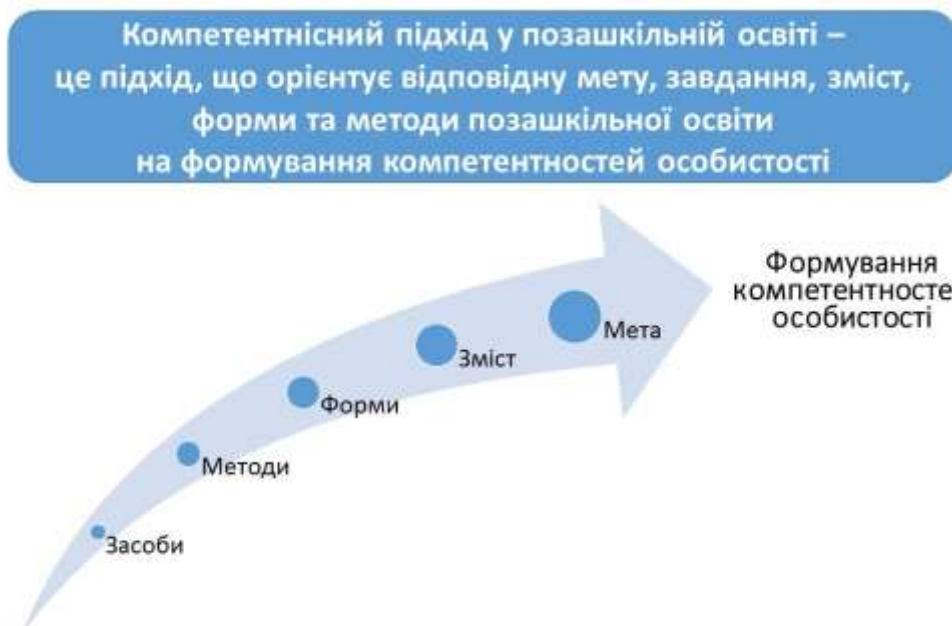 Компетентнісний підхід у позашкільній освіті –
це підхід, що орієнтує відповідну мету, завдання, зміст,
форми та методи позашкільної освіти
на формування компетентностей особистості
Формування
компетентносте
особистості
Мета
Зміст
Форми
Методи
Засоби